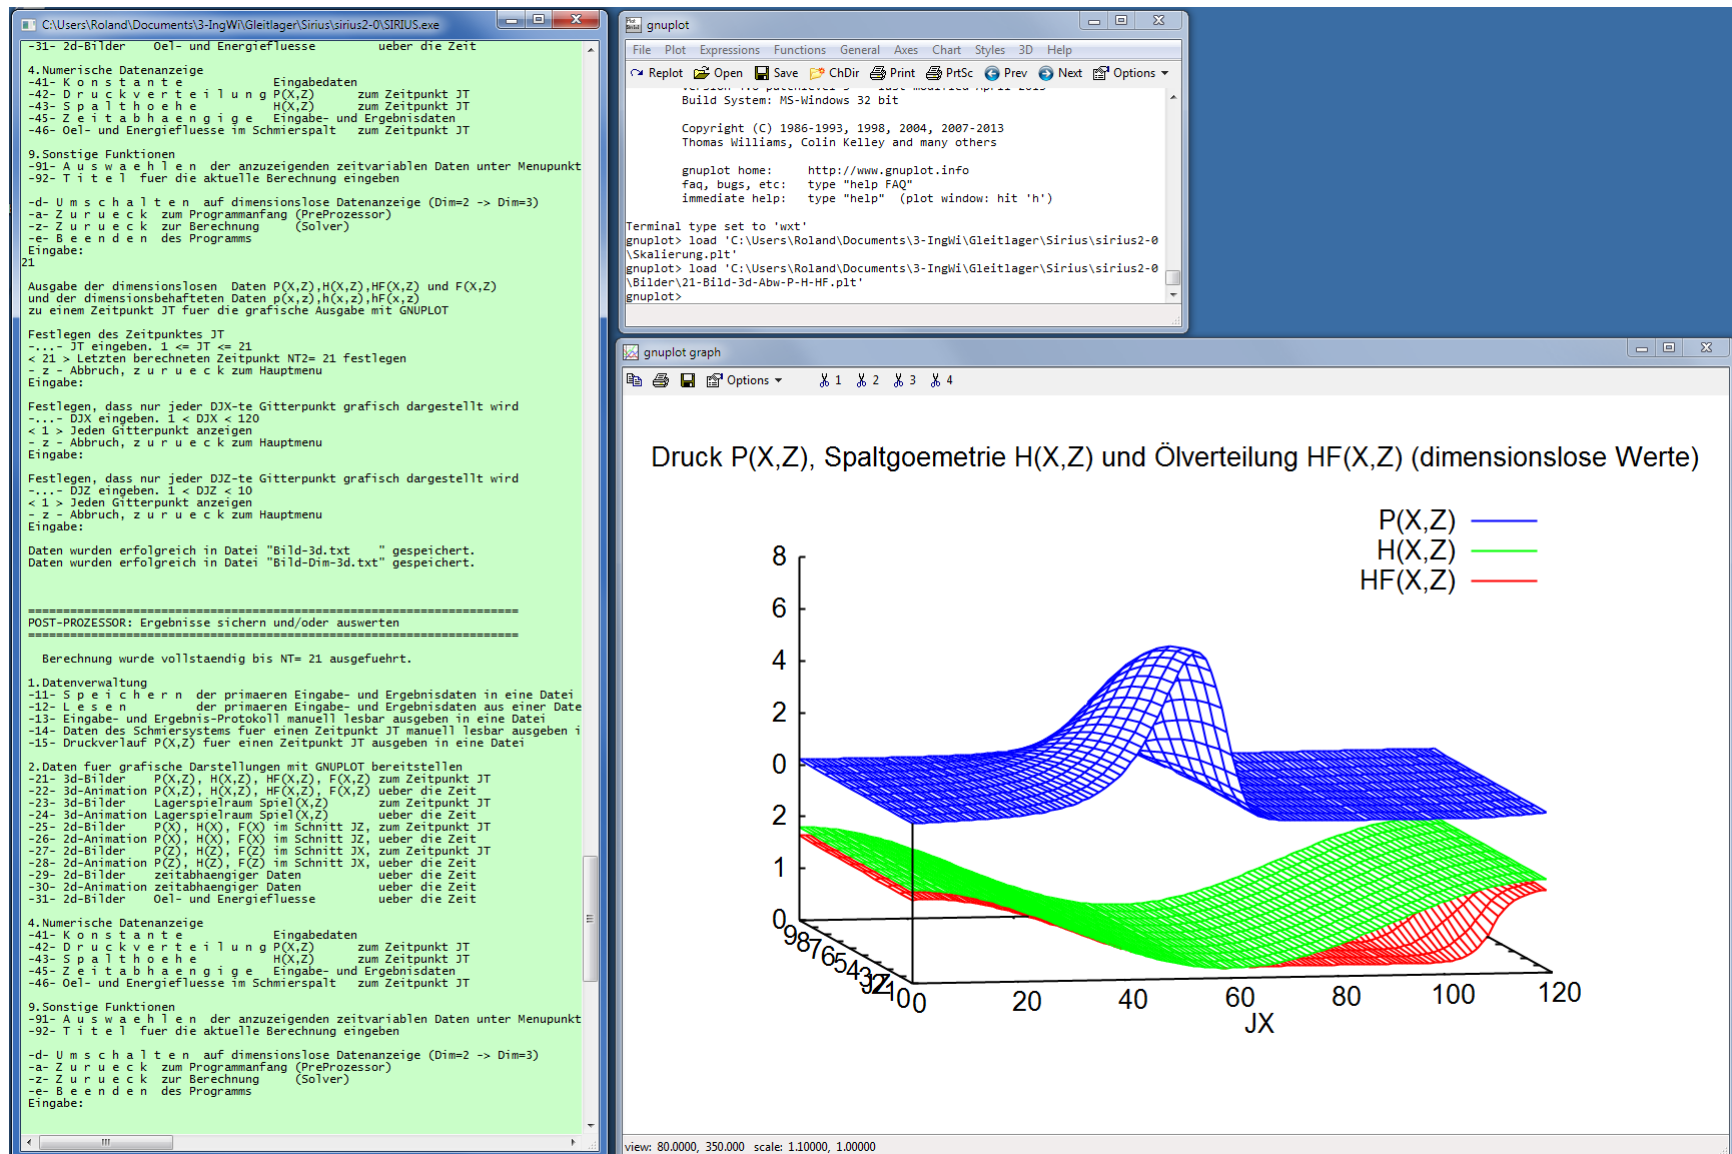 C:\Users\Roland\Documents\3-IngWi\Gleitlager\Sirius\sirius2-0\SIRIUS.exe
-31- 2d-Bilder    Oel- und Energiefluesse    ueber die Zeit
4.Numerische Datenanzeige
-41- K o n s t a n t e    Eingabedaten
-42- D r u c k v e r t e i l u n g P(X,Z)    zum Zeitpunkt JT
-43- S p a l t h o e h e    H(X,Z)    zum Zeitpunkt JT
-45- Z e i t a b h a e n g i g e    Eingabe- und Ergebnisdaten
-46- Oel- und Energiefluesse im Schmierspalt    zum Zeitpunkt JT
9.Sonstige Funktionen
-91- A u s w a e h l e n  der anzuzeigenden zeitvariablen Daten unter Menupunkt
-92- T i t e l  fuer die aktuelle Berechnung eingeben
-d- U m s c h a l t e n  auf dimensionslose Datenanzeige (Dim=2 -> Dim=3)
-a- Z u r u e c k  zum Programmanfang (PreProzessor)
-z- Z u r u e c k  zur Berechnung    (Solver)
-e- B e e n d e n  des Programms
Eingabe:
21
Ausgabe der dimensionslosen  Daten P(X,Z),H(X,Z),HF(X,Z) und F(X,Z)
und der dimensionsbehafteten Daten p(x,z),h(x,z),hF(x,z)
zu einem Zeitpunkt JT fuer die grafische Ausgabe mit GNUPLOT
Festlegen des Zeitpunktes JT
-...- JT eingeben. 1 <= JT <= 21
< 21 > Letzten berechneten Zeitpunkt NT2= 21 festlegen
- z - Abbruch, z u r u e c k zum Hauptmenu
Eingabe:
Festlegen, dass nur jeder DJX-te Gitterpunkt grafisch dargestellt wird
-...- DJX eingeben. 1 < DJX < 120
< 1 > Jeden Gitterpunkt anzeigen
- z - Abbruch, z u r u e c k zum Hauptmenu
Eingabe:
Festlegen, dass nur jeder DJZ-te Gitterpunkt grafisch dargestellt wird
-...- DJZ eingeben. 1 < DJZ < 10
< 1 > Jeden Gitterpunkt anzeigen
- z - Abbruch, z u r u e c k zum Hauptmenu
Eingabe:
Daten wurden erfolgreich in Datei "Bild-3d.txt    " gespeichert.
Daten wurden erfolgreich in Datei "Bild-Dim-3d.txt" gespeichert.
======================================================================
POST-PROZESSOR: Ergebnisse sichern und/oder auswerten
======================================================================
Berechnung wurde vollstaendig bis NT= 21 ausgefuehrt.
1.Datenverwaltung
-11- S p e i c h e r n  der primaeren Eingabe- und Ergebnisdaten in eine Datei
-12- L e s e n    der primaeren Eingabe- und Ergebnisdaten aus einer Date
-13- Eingabe- und Ergebnis-Protokoll manuell lesbar ausgeben in eine Datei
-14- Daten des Schmiersystems fuer einen Zeitpunkt JT manuell lesbar ausgeben i
-15- Druckverlauf P(X,Z) fuer einen Zeitpunkt JT ausgeben in eine Datei
2.Daten fuer grafische Darstellungen mit GNUPLOT bereitstellen
-21- 3d-Bilder    P(X,Z), H(X,Z), HF(X,Z), F(X,Z) zum Zeitpunkt JT
-22- 3d-Animation P(X,Z), H(X,Z), HF(X,Z), F(X,Z) ueber die Zeit
-23- 3d-Bilder    Lagerspielraum Spiel(X,Z)    zum Zeitpunkt JT
-24- 3d-Animation Lagerspielraum Spiel(X,Z)    ueber die Zeit
-25- 2d-Bilder    P(X), H(X), F(X) im Schnitt JZ, zum Zeitpunkt JT
-26- 2d-Animation P(X), H(X), F(X) im Schnitt JZ, ueber die Zeit
-27- 2d-Bilder    P(Z), H(Z), F(Z) im Schnitt JX, zum Zeitpunkt JT
-28- 2d-Animation P(Z), H(Z), F(Z) im Schnitt JX, ueber die Zeit
-29- 2d-Bilder    zeitabhaengiger Daten    ueber die Zeit
-30- 2d-Animation zeitabhaengiger Daten    ueber die Zeit
-31- 2d-Bilder    Oel- und Energiefluesse    ueber die Zeit
4.Numerische Datenanzeige
-41- K o n s t a n t e    Eingabedaten
-42- D r u c k v e r t e i l u n g P(X,Z)    zum Zeitpunkt JT
-43- S p a l t h o e h e    H(X,Z)    zum Zeitpunkt JT
-45- Z e i t a b h a e n g i g e    Eingabe- und Ergebnisdaten
-46- Oel- und Energiefluesse im Schmierspalt    zum Zeitpunkt JT
9.Sonstige Funktionen
-91- A u s w a e h l e n  der anzuzeigenden zeitvariablen Daten unter Menupunkt
-92- T i t e l  fuer die aktuelle Berechnung eingeben
-d- U m s c h a l t e n  auf dimensionslose Datenanzeige (Dim=2 -> Dim=3)
-a- Z u r u e c k  zum Programmanfang (PreProzessor)
-z- Z u r u e c k  zur Berechnung    (Solver)
-e- B e e n d e n  des Programms
Eingabe:
gnuplot
File Plot Expressions Functions General Axes Chart Styles 3D Help
Replot Open Save ChDir Print PrtSc Prev Next Options
Version 4.6 patchlevel 3    last modified April 2013
Build System: MS-Windows 32 bit
Copyright (C) 1986-1993, 1998, 2004, 2007-2013
Thomas Williams, Colin Kelley and many others
gnuplot home:    http://www.gnuplot.info
faq, bugs, etc:   type "help FAQ"
immediate help:   type "help"  (plot window: hit 'h')
Terminal type set to 'wxt'
gnuplot> load 'C:\Users\Roland\Documents\3-IngWi\Gleitlager\Sirius\sirius2-0
\Skalierung.plt'
gnuplot> load 'C:\Users\Roland\Documents\3-IngWi\Gleitlager\Sirius\sirius2-0
\Bilder\21-Bild-3d-Abw-P-H-HF.plt'
gnuplot>
gnuplot graph
Options 1 2 3 4
Druck P(X,Z), Spaltgoemetrie H(X,Z) und Ölverteilung HF(X,Z) (dimensionslose Werte)
P(X,Z)
H(X,Z)
HF(X,Z)
8
6
4
2
0
2
1
0
9 8 7 6 5 4 3 2 1 0
JZ
0 20 40 60 80 100 120
JX
view: 80.0000, 350.000  scale: 1.10000, 1.00000